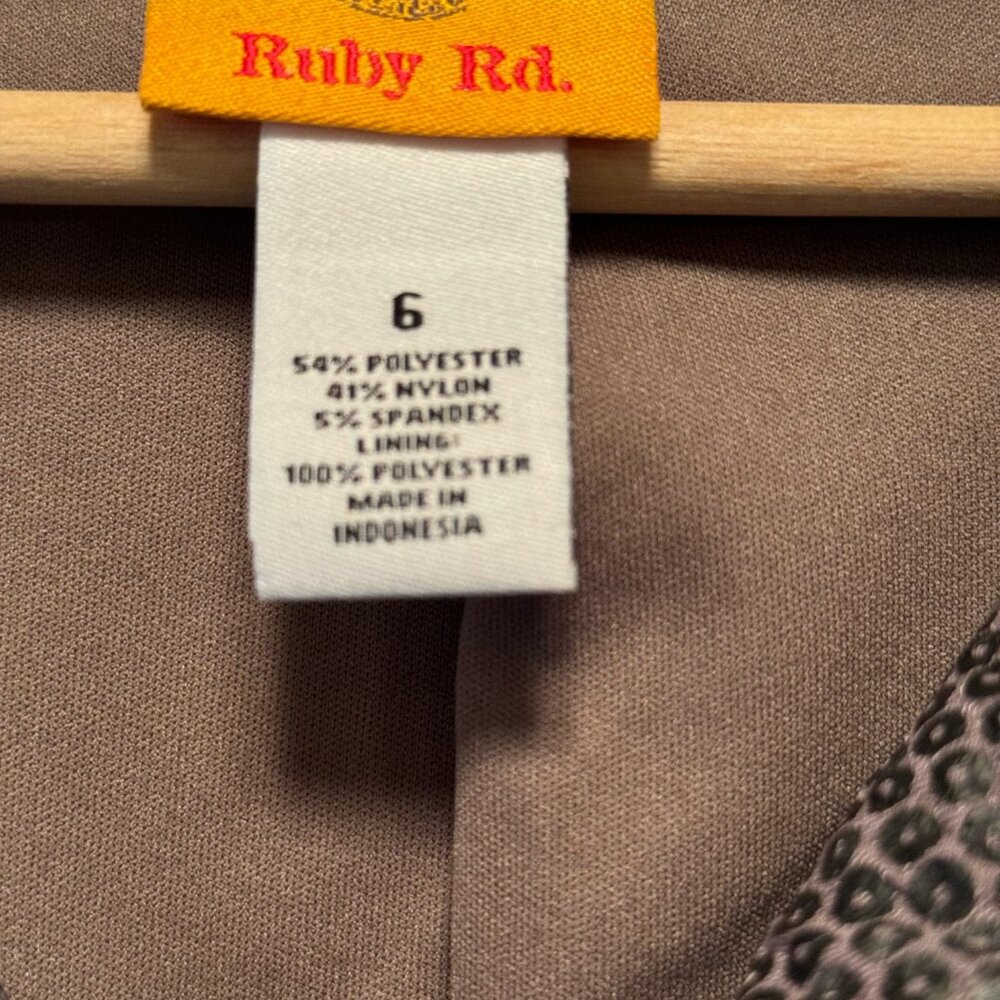 Ruby Rd.
6
54% POLYESTER
41% NYLON
5% SPANDEX
LINING:
100% POLYESTER
MADE IN
INDONESIA